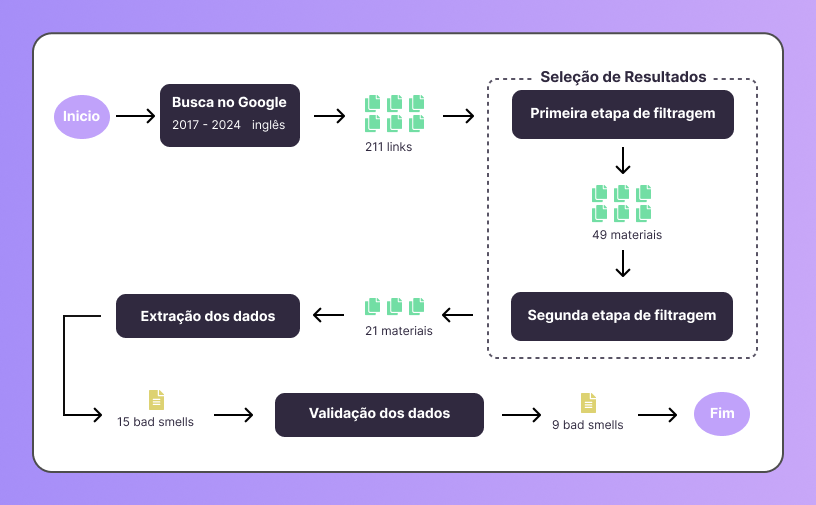 Inicio
Busca no Google
2017 - 2024 inglês
211 links
Seleção de Resultados
Primeira etapa de filtragem
49 materiais
Segunda etapa de filtragem
21 materiais
Extração dos dados
15 bad smells
Validação dos dados
9 bad smells
Fim